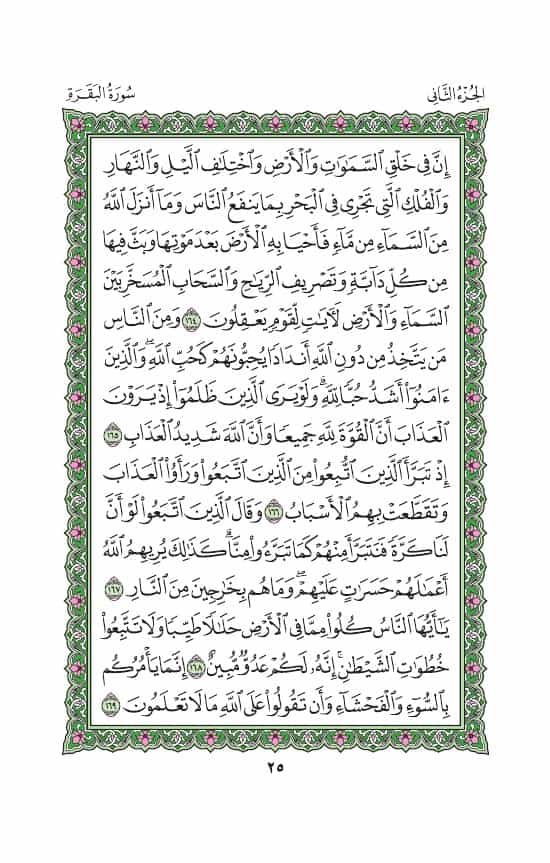 الجُزْءُ الثَّانِي
سُورَةُ البَقَرَةِ
إِنَّ فِي خَلْقِ ٱلسَّمَٰوَٰتِ وَٱلْأَرْضِ وَٱخْتِلَٰفِ ٱلَّيْلِ وَٱلنَّهَارِ
وَٱلْفُلْكِ ٱلَّتِي تَجْرِي فِي ٱلْبَحْرِ بِمَا يَنفَعُ ٱلنَّاسَ وَمَآ أَنزَلَ ٱللَّهُ
مِنَ ٱلسَّمَآءِ مِن مَّآءٍ فَأَحْيَا بِهِ ٱلْأَرْضَ بَعْدَ مَوْتِهَا وَبَثَّ فِيهَا
مِن كُلِّ دَآبَّةٍ وَتَصْرِيفِ ٱلرِّيَٰحِ وَٱلسَّحَابِ ٱلْمُسَخَّرِ بَيْنَ
ٱلسَّمَآءِ وَٱلْأَرْضِ لَأٓيَٰتٍ لِّقَوْمٍ يَعْقِلُونَ ١٦٤ وَمِنَ ٱلنَّاسِ
مَن يَتَّخِذُ مِن دُونِ ٱللَّهِ أَندَادًا يُحِبُّونَهُمْ كَحُبِّ ٱللَّهِۖ وَٱلَّذِينَ
ءَامَنُوٓا۟ أَشَدُّ حُبًّا لِّلَّهِۗ وَلَوْ يَرَى ٱلَّذِينَ ظَلَمُوٓا۟ إِذْ يَرَوْنَ
ٱلْعَذَابَ أَنَّ ٱلْقُوَّةَ لِلَّهِ جَمِيعًا وَأَنَّ ٱللَّهَ شَدِيدُ ٱلْعَذَابِ ١٦٥
إِذْ تَبَرَّأَ ٱلَّذِينَ ٱتُّبِعُوا۟ مِنَ ٱلَّذِينَ ٱتَّبَعُوا۟ وَرَأَوُا۟ ٱلْعَذَابَ
وَتَقَطَّعَتْ بِهِمُ ٱلْأَسْبَابُ ١٦٦ وَقَالَ ٱلَّذِينَ ٱتَّبَعُوا۟ لَوْ أَنَّ
لَنَا كَرَّةً فَنَتَبَرَّأَ مِنْهُمْ كَمَا تَبَرَّءُوا۟ مِنَّاۗ كَذَٰلِكَ يُرِيهِمُ ٱللَّهُ
أَعْمَٰلَهُمْ حَسَرَٰتٍ عَلَيْهِمْۖ وَمَا هُم بِخَٰرِجِينَ مِنَ ٱلنَّارِ ١٦٧
يَٰٓأَيُّهَا ٱلنَّاسُ كُلُوا۟ مِمَّا فِي ٱلْأَرْضِ حَلَٰلًا طَيِّبًا وَلَا تَتَّبِعُوا۟
خُطُوَٰتِ ٱلشَّيْطَٰنِۚ إِنَّهُۥ لَكُمْ عَدُوٌّ مُّبِينٌ ١٦٨ إِنَّمَا يَأْمُرُكُم
بِٱلسُّوٓءِ وَٱلْفَحْشَآءِ وَأَن تَقُولُوا۟ عَلَى ٱللَّهِ مَا لَا تَعْلَمُونَ ١٦٩
٢٥